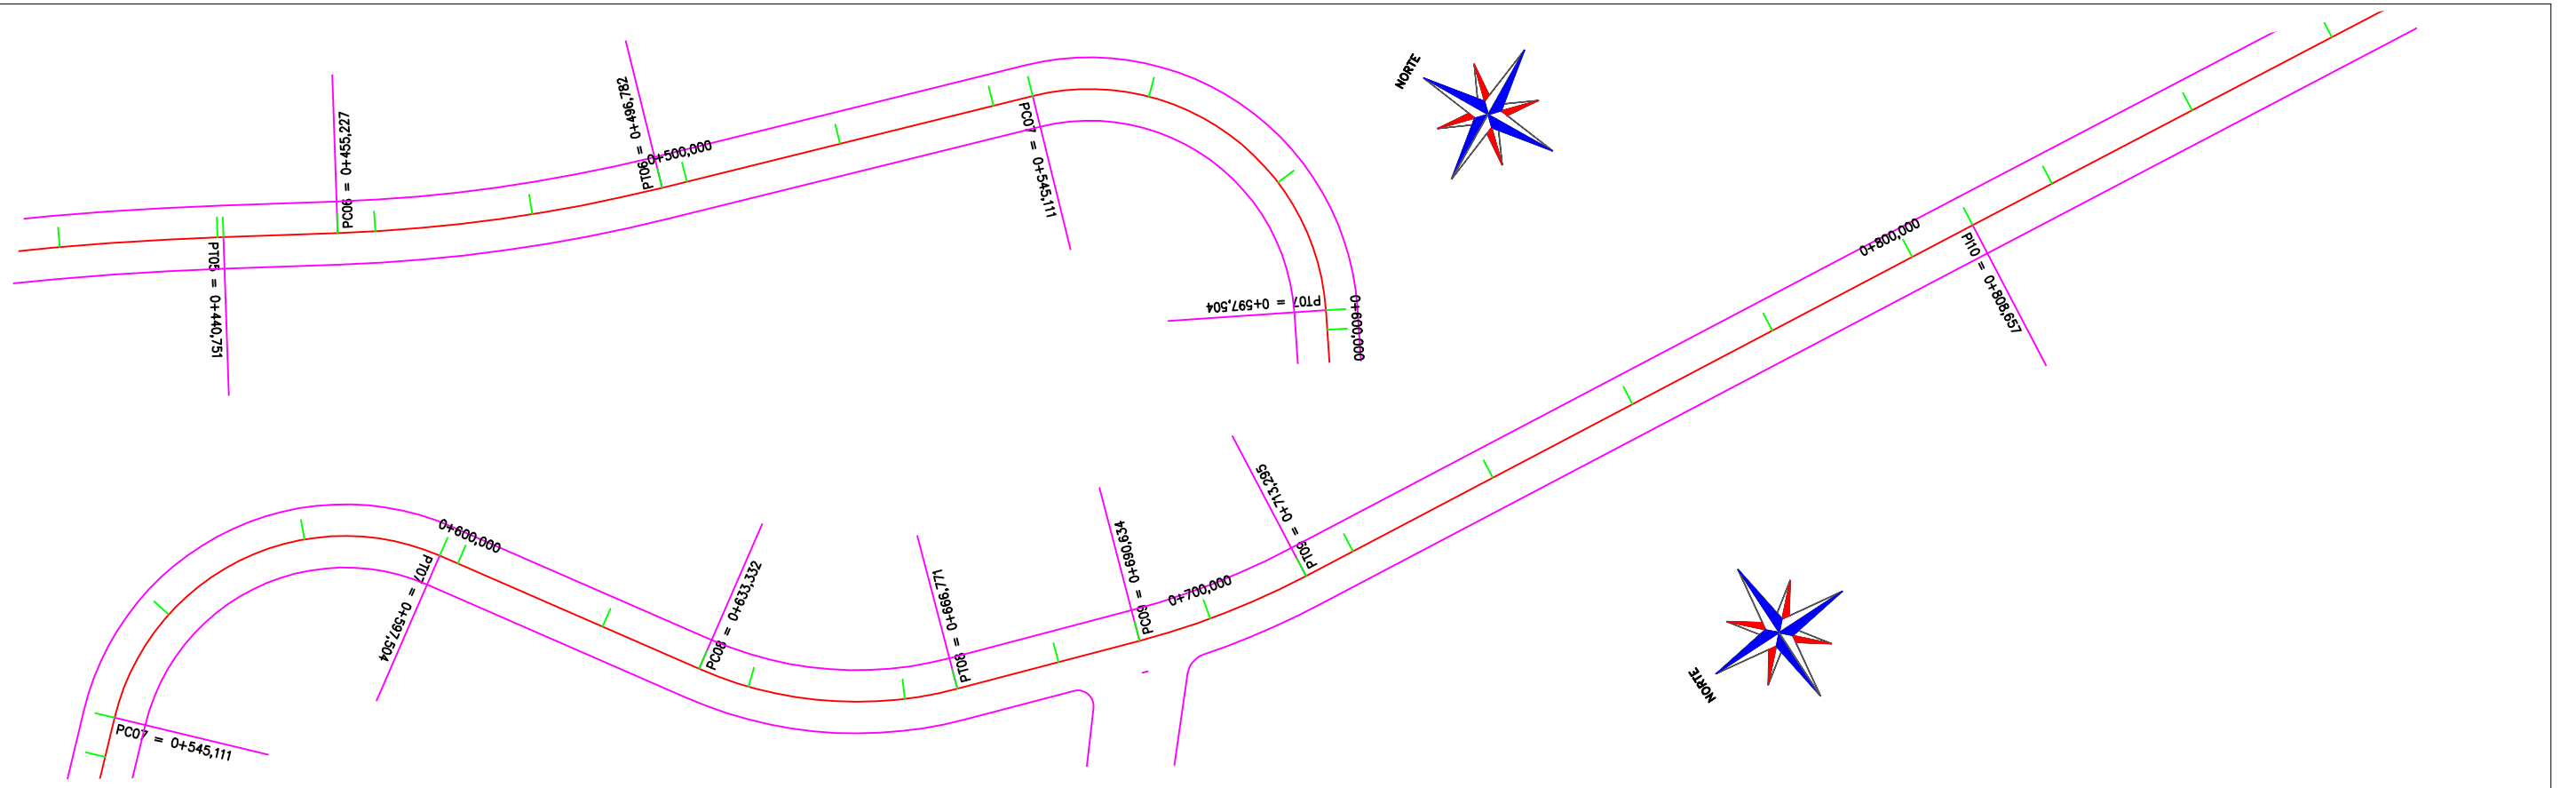 PT05 = 0+440,751
PC06 = 0+455,227
PT06 = 0+496,782
0+500,000
PC07 = 0+545,111
PT07 = 0+597,504
0+600,000
NORTE
0+800,000
PI10 = 0+808,657
PC07 = 0+545,111
PT07 = 0+597,504
0+600,000
PC08 = 0+633,332
PT08 = 0+666,771
PC09 = 0+690,634
0+700,000
PT09 = 0+713,295
NORTE